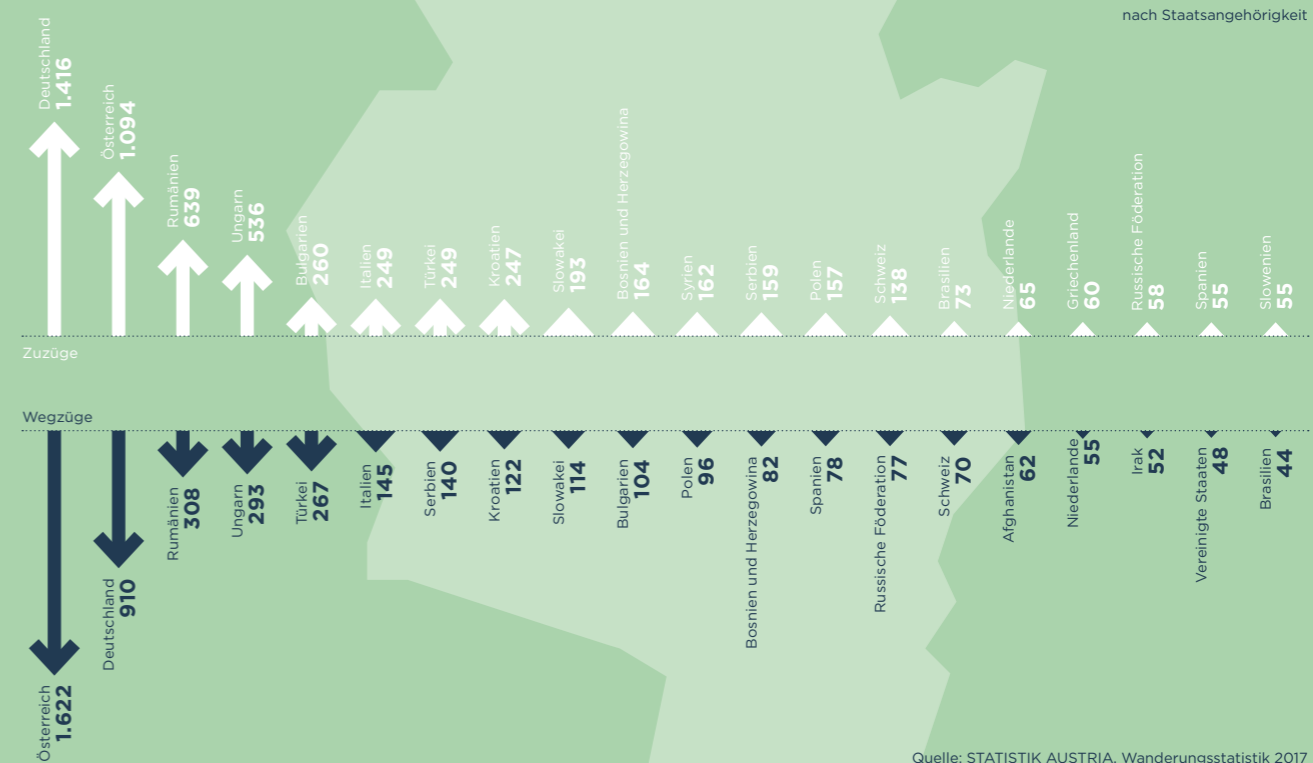 nach Staatsangehörigkeit
Deutschland
1.416
Österreich
1.094
Rumänien
639
Ungarn
536
Bulgarien
260
Italien
249
Türkei
249
Kroatien
247
Slowakei
193
Bosnien und Herzegowina
164
Syrien
162
Serbien
159
Polen
157
Schweiz
138
Brasilien
73
Niederlande
65
Griechenland
60
Russische Föderation
58
Spanien
55
Slowenien
55
Zuzüge
Wegzüge
Österreich
1.622
Deutschland
910
Rumänien
308
Ungarn
293
Türkei
267
Italien
145
Serbien
140
Kroatien
122
Slowakei
114
Bulgarien
104
Polen
96
Bosnien und Herzegowina
82
Spanien
78
Russische Föderation
77
Schweiz
70
Afghanistan
62
Niederlande
55
Irak
52
Vereinigte Staaten
48
Brasilien
44
Quelle: STATISTIK AUSTRIA, Wanderungsstatistik 2017